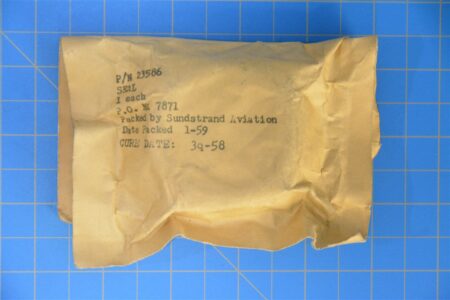 P/N 23586
SEAL
1 each
P.O. 7871
Packed by Sundstrand Aviation
Date Packed 1-59
CURE DATE: 3q-58